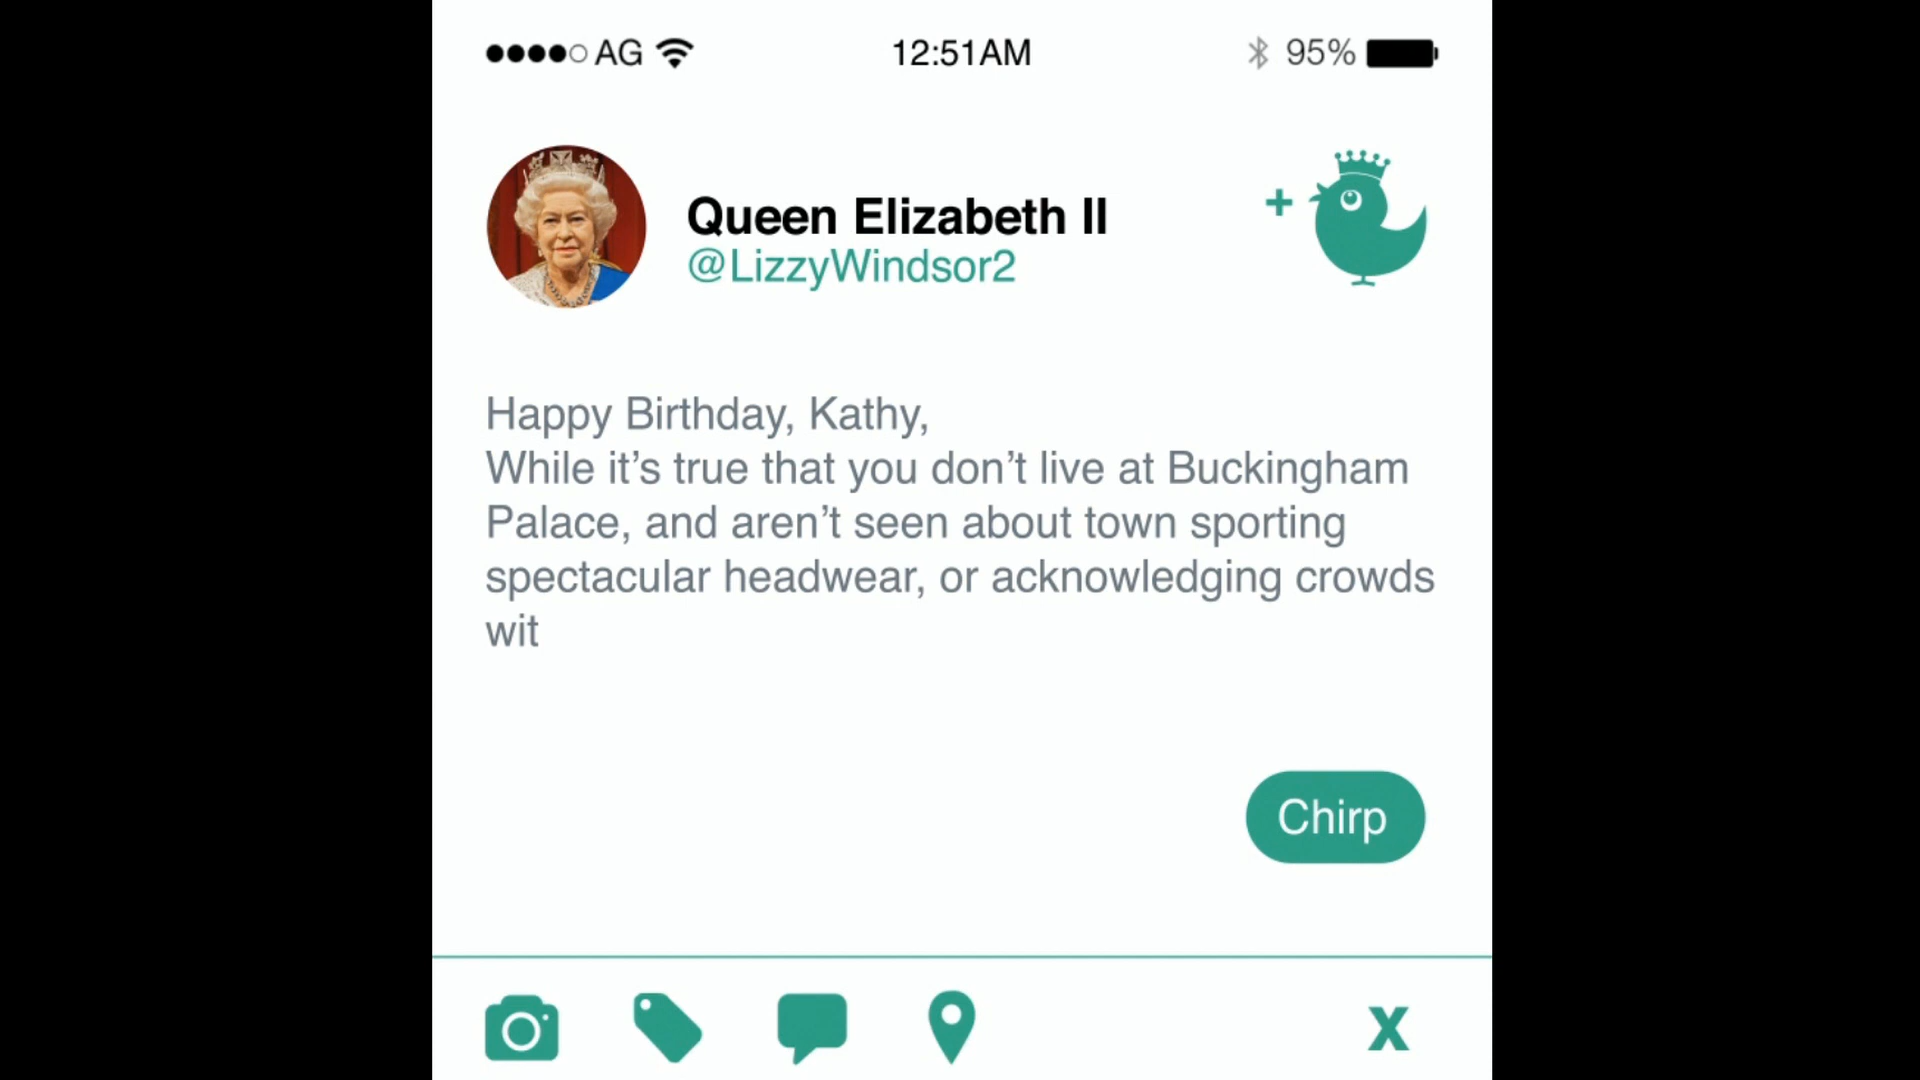 AG 12:51AM 95%
Queen Elizabeth II
@LizzyWindsor2
Happy Birthday, Kathy,
While it’s true that you don’t live at Buckingham
Palace, and aren’t seen about town sporting
spectacular headwear, or acknowledging crowds
wit
Chirp
X